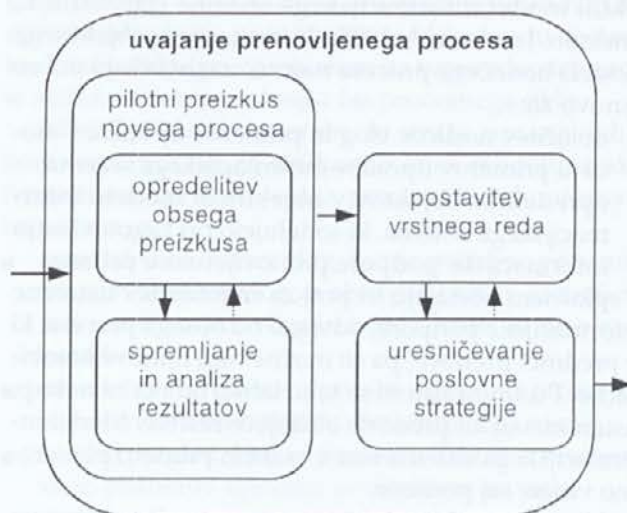 uvajanje prenovljenega procesa
pilotni preizkus
novega procesa
opredelitev
obsega
preizkusa
postavitev
vrstnega reda
spremljanje
in analiza
rezultatov
uresničevanje
poslovne
strategije